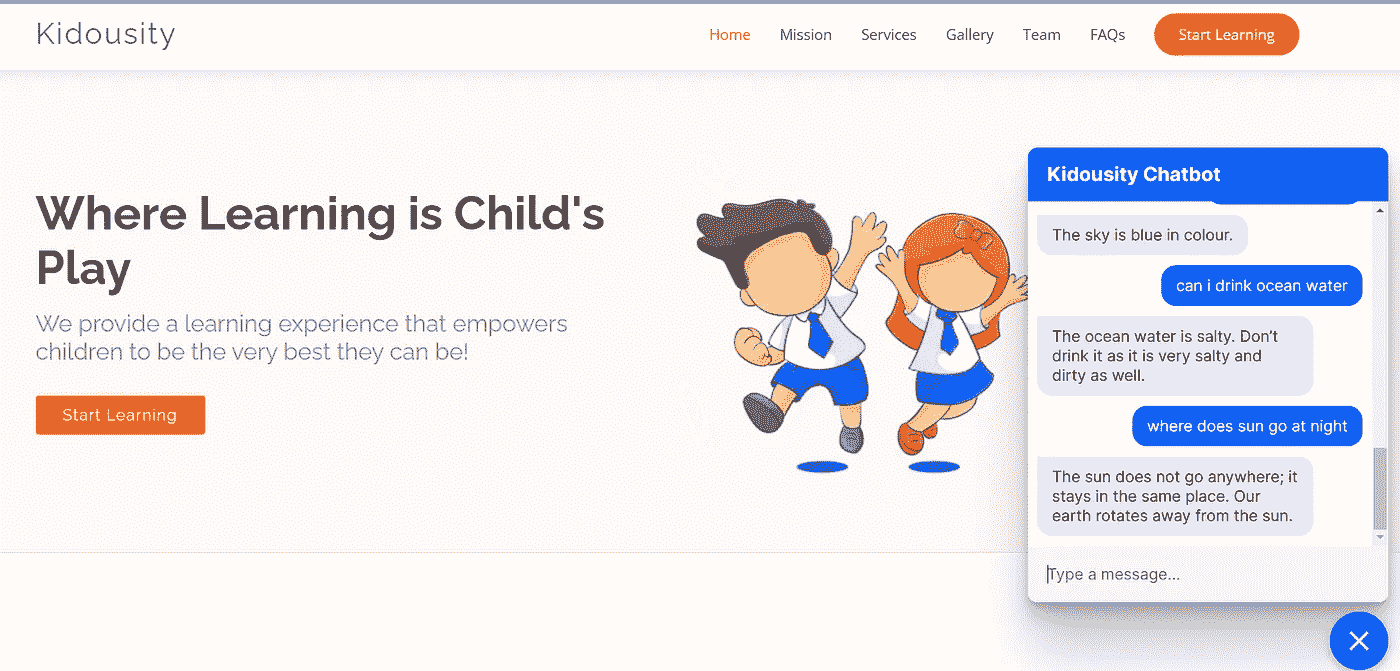 Kidousity
Home Mission Services Gallery Team FAQs Start Learning
Where Learning is Child's
Play
We provide a learning experience that empowers
children to be the very best they can be!
Start Learning
Kidousity Chatbot
The sky is blue in colour.
can i drink ocean water
The ocean water is salty. Don’t
drink it as it is very salty and
dirty as well.
where does sun go at night
The sun does not go anywhere; it
stays in the same place. Our
earth rotates away from the sun.
Type a message...